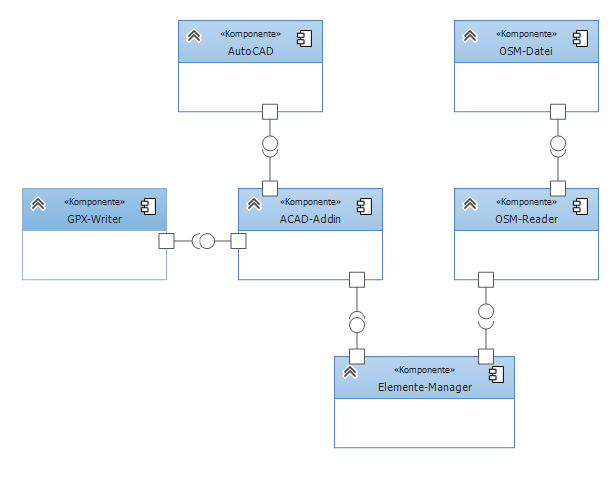 «Komponente»
AutoCAD
«Komponente»
OSM-Datei
«Komponente»
GPX-Writer
«Komponente»
ACAD-Addin
«Komponente»
OSM-Reader
«Komponente»
Elemente-Manager